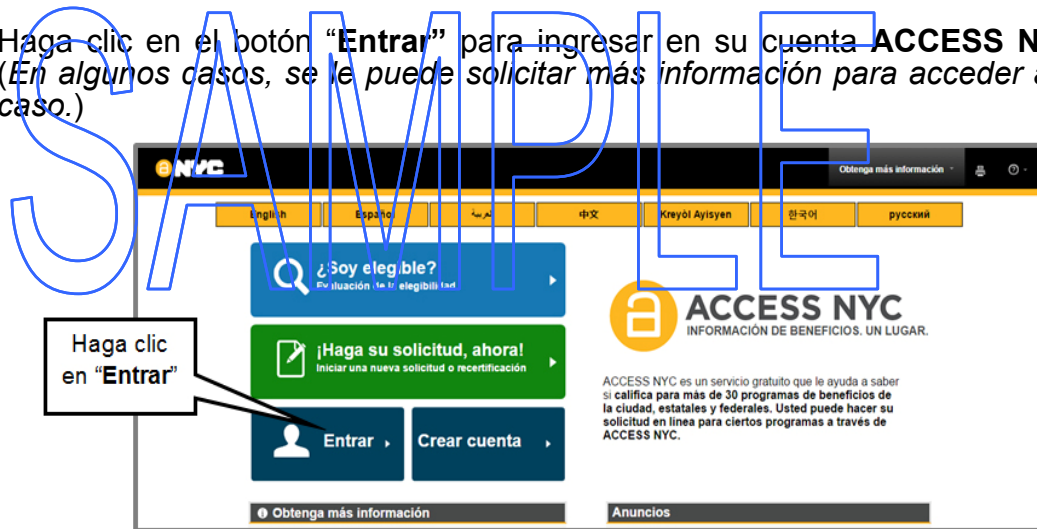 Haga clic en el botón “Entrar” para ingresar en su cuenta ACCESS N
(En algunos casos, se le puede solicitar más información para acceder a
caso.)
SAMPLE
NYC
Obtenga más información
English Español العربية 中文 Kreyòl Ayisyen 한국어 русский
¿Soy elegible?
Evaluación de la elegibilidad
ACCESS NYC
INFORMACIÓN DE BENEFICIOS. UN LUGAR.
Haga clic
en “Entrar”
¡Haga su solicitud, ahora!
Iniciar una nueva solicitud o recertificación
ACCESS NYC es un servicio gratuito que le ayuda a saber
si califica para más de 30 programas de beneficios de
la ciudad, estatales y federales. Usted puede hacer su
solicitud en línea para ciertos programas a través de
ACCESS NYC.
Entrar Crear cuenta
Obtenga más información
Anuncios